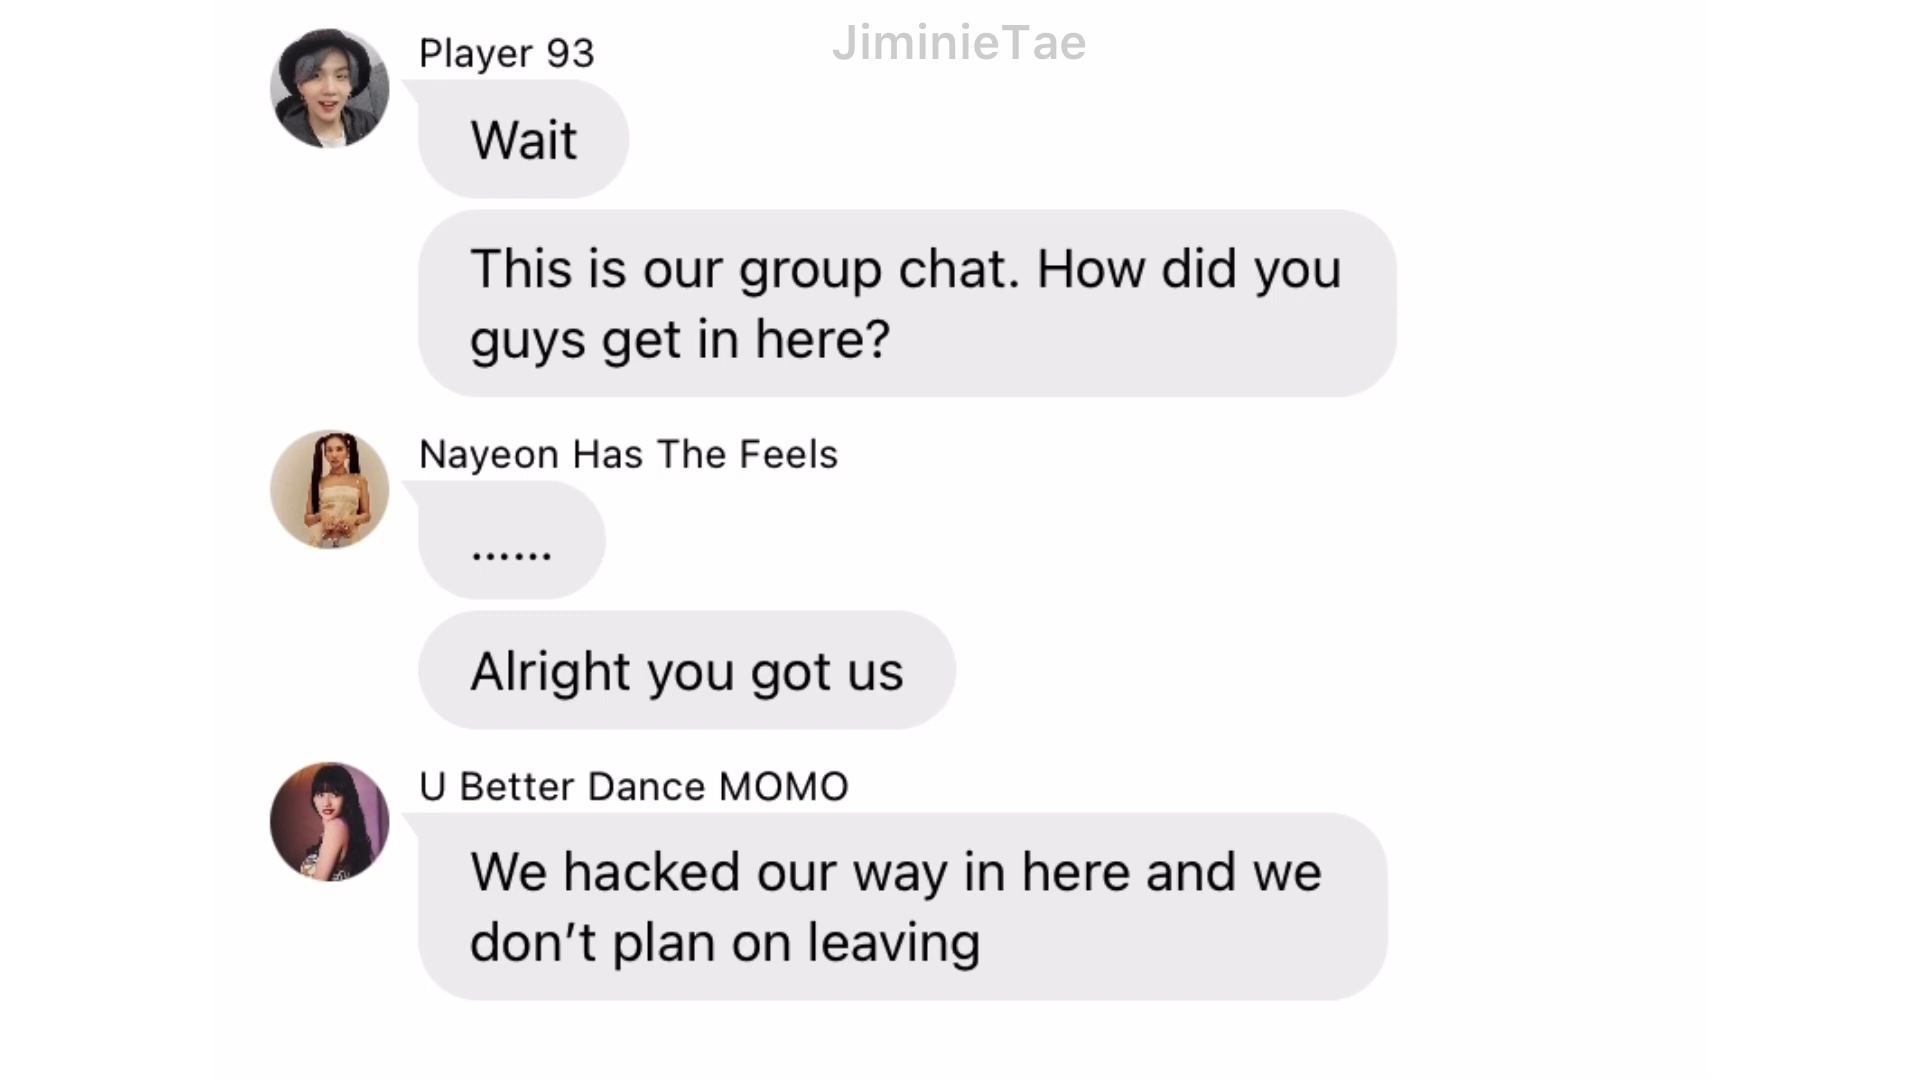 JiminieTae
Player 93
Wait
This is our group chat. How did you
guys get in here?
Nayeon Has The Feels
......
Alright you got us
U Better Dance MOMO
We hacked our way in here and we
don’t plan on leaving